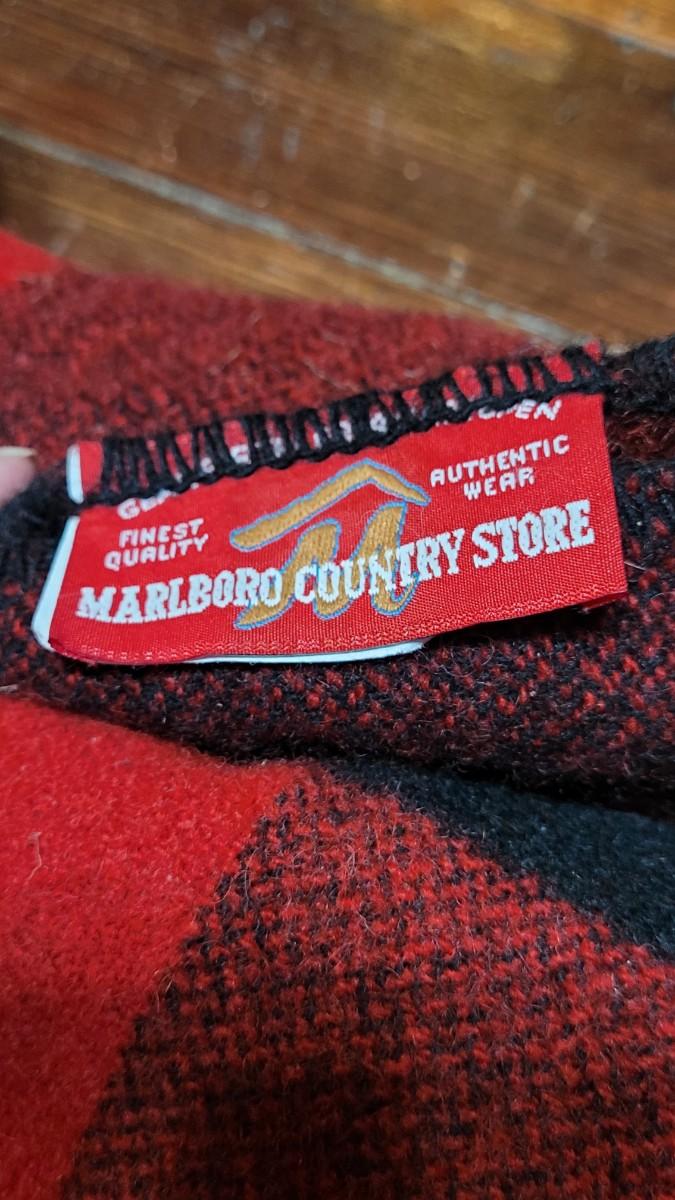 FINEST
QUALITY
AUTHENTIC
WEAR
M
MARLBORO COUNTRY STORE